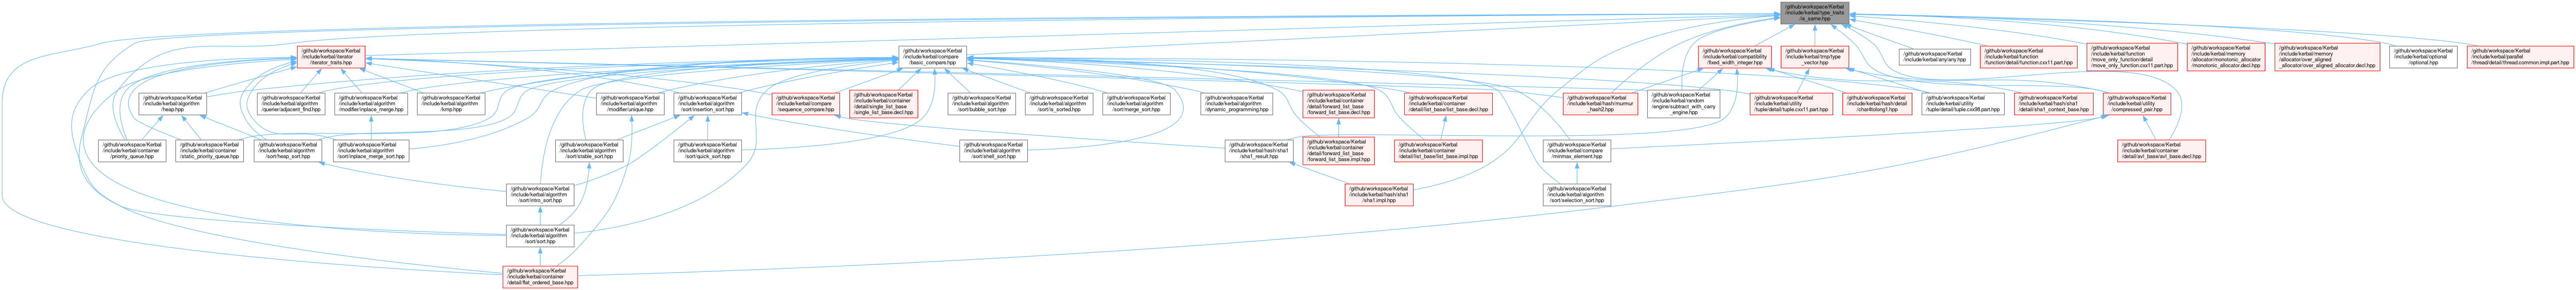 /github/workspace/Kerbal
/include/kerbal/type_traits
/is_same.hpp
/github/workspace/Kerbal
/include/kerbal/iterator
/iterator_traits.hpp
/github/workspace/Kerbal
/include/kerbal/compare
/basic_compare.hpp
/github/workspace/Kerbal
/include/kerbal/compatibility
/fixed_width_integer.hpp
/github/workspace/Kerbal
/include/kerbal/tmp/type
_vector.hpp
/github/workspace/Kerbal
/include/kerbal/any/any.hpp
/github/workspace/Kerbal
/include/kerbal/function
/function/detail/function.cxx11.part.hpp
/github/workspace/Kerbal
/include/kerbal/function
/move_only_function/detail
/move_only_function.cxx11.part.hpp
/github/workspace/Kerbal
/include/kerbal/memory
/allocator/monotonic_allocator
/monotonic_allocator.decl.hpp
/github/workspace/Kerbal
/include/kerbal/memory
/allocator/over_aligned
_allocator/over_aligned_allocator.decl.hpp
/github/workspace/Kerbal
/include/kerbal/optional
/optional.hpp
/github/workspace/Kerbal
/include/kerbal/parallel
/thread/detail/thread.common.impl.part.hpp
/github/workspace/Kerbal
/include/kerbal/algorithm
/heap.hpp
/github/workspace/Kerbal
/include/kerbal/algorithm
/querier/adjacent_find.hpp
/github/workspace/Kerbal
/include/kerbal/algorithm
/modifier/inplace_merge.hpp
/github/workspace/Kerbal
/include/kerbal/algorithm
/kmp.hpp
/github/workspace/Kerbal
/include/kerbal/algorithm
/modifier/unique.hpp
/github/workspace/Kerbal
/include/kerbal/algorithm
/sort/insertion_sort.hpp
/github/workspace/Kerbal
/include/kerbal/compare
/sequence_compare.hpp
/github/workspace/Kerbal
/include/kerbal/container
/detail/single_list_base
/single_list_base.decl.hpp
/github/workspace/Kerbal
/include/kerbal/algorithm
/sort/bubble_sort.hpp
/github/workspace/Kerbal
/include/kerbal/algorithm
/sort/is_sorted.hpp
/github/workspace/Kerbal
/include/kerbal/algorithm
/sort/merge_sort.hpp
/github/workspace/Kerbal
/include/kerbal/algorithm
/dynamic_programming.hpp
/github/workspace/Kerbal
/include/kerbal/container
/detail/forward_list_base
/forward_list_base.decl.hpp
/github/workspace/Kerbal
/include/kerbal/container
/detail/list_base/list_base.decl.hpp
/github/workspace/Kerbal
/include/kerbal/hash/murmur
_hash2.hpp
/github/workspace/Kerbal
/include/kerbal/random
/engine/subtract_with_carry
_engine.hpp
/github/workspace/Kerbal
/include/kerbal/utility
/tuple/detail/tuple.cxx11.part.hpp
/github/workspace/Kerbal
/include/kerbal/hash/detail
/char8tolong1.hpp
/github/workspace/Kerbal
/include/kerbal/utility
/tuple/detail/tuple.cxx98.part.hpp
/github/workspace/Kerbal
/include/kerbal/hash/sha1
/detail/sha1_context_base.hpp
/github/workspace/Kerbal
/include/kerbal/utility
/compressed_pair.hpp
/github/workspace/Kerbal
/include/kerbal/container
/priority_queue.hpp
/github/workspace/Kerbal
/include/kerbal/container
/static_priority_queue.hpp
/github/workspace/Kerbal
/include/kerbal/algorithm
/sort/heap_sort.hpp
/github/workspace/Kerbal
/include/kerbal/algorithm
/sort/inplace_merge_sort.hpp
/github/workspace/Kerbal
/include/kerbal/algorithm
/sort/stable_sort.hpp
/github/workspace/Kerbal
/include/kerbal/algorithm
/sort/quick_sort.hpp
/github/workspace/Kerbal
/include/kerbal/algorithm
/sort/shell_sort.hpp
/github/workspace/Kerbal
/include/kerbal/hash/sha1
/sha1_result.hpp
/github/workspace/Kerbal
/include/kerbal/container
/detail/forward_list_base
/forward_list_base.impl.hpp
/github/workspace/Kerbal
/include/kerbal/container
/detail/list_base/list_base.impl.hpp
/github/workspace/Kerbal
/include/kerbal/compare
/minmax_element.hpp
/github/workspace/Kerbal
/include/kerbal/container
/detail/avl_base/avl_base.decl.hpp
/github/workspace/Kerbal
/include/kerbal/algorithm
/sort/intro_sort.hpp
/github/workspace/Kerbal
/include/kerbal/hash/sha1
/sha1.impl.hpp
/github/workspace/Kerbal
/include/kerbal/algorithm
/sort/selection_sort.hpp
/github/workspace/Kerbal
/include/kerbal/algorithm
/sort/sort.hpp
/github/workspace/Kerbal
/include/kerbal/container
/detail/flat_ordered_base.hpp